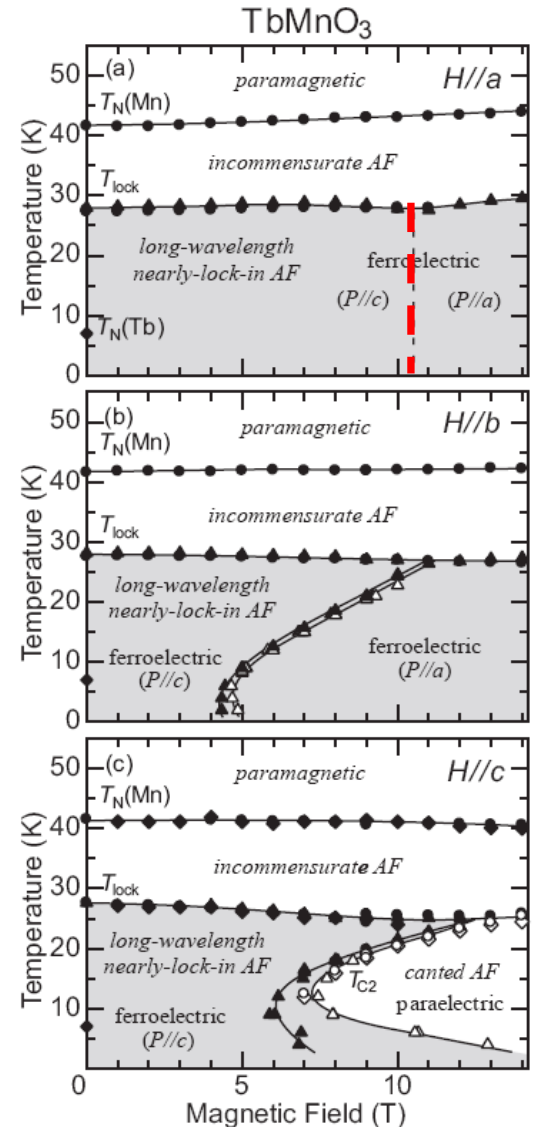 TbMnO3
(a)
paramagnetic
H//a
TN(Mn)
incommensurate AF
Tlock
long-wavelength
nearly-lock-in AF
ferroelectric
(P//c)
(P//a)
TN(Tb)
50
40
30
20
10
0
Temperature (K)
(b)
H//b
TN(Mn)
paramagnetic
incommensurate AF
Tlock
long-wavelength
nearly-lock-in AF
ferroelectric
(P//c)
ferroelectric
(P//a)
50
40
30
20
10
0
Temperature (K)
(c)
paramagnetic
H//c
TN(Mn)
incommensurate AF
Tlock
long-wavelength
nearly-lock-in AF
TC2
canted AF
paraelectric
ferroelectric
(P//c)
50
40
30
20
10
0
Temperature (K)
0
5
10
Magnetic Field (T)